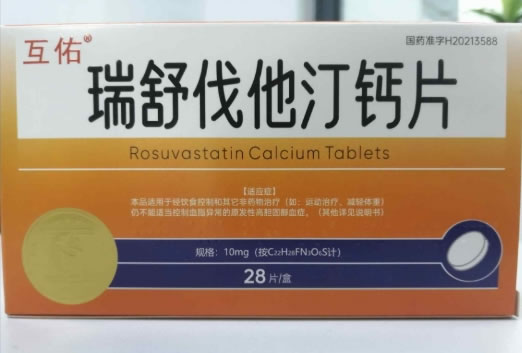 互佑®
国药准字H20213588
瑞舒伐他汀钙片
Rosuvastatin Calcium Tablets
【适应症】
本品适用于经饮食控制和其它非药物治疗（如：运动治疗、减轻体重）
仍不能适当控制血脂异常的原发性高胆固醇血症。（其他详见说明书）
规格：10mg（按C₂₂H₂₈FN₃O₆S计）
28片/盒